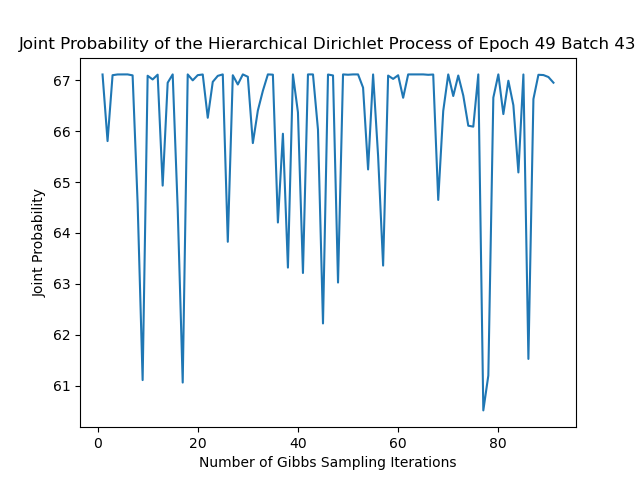 Joint Probability of the Hierarchical Dirichlet Process of Epoch 49 Batch 43
67
66
65
64
63
62
61
Joint Probability
0 20 40 60 80
Number of Gibbs Sampling Iterations